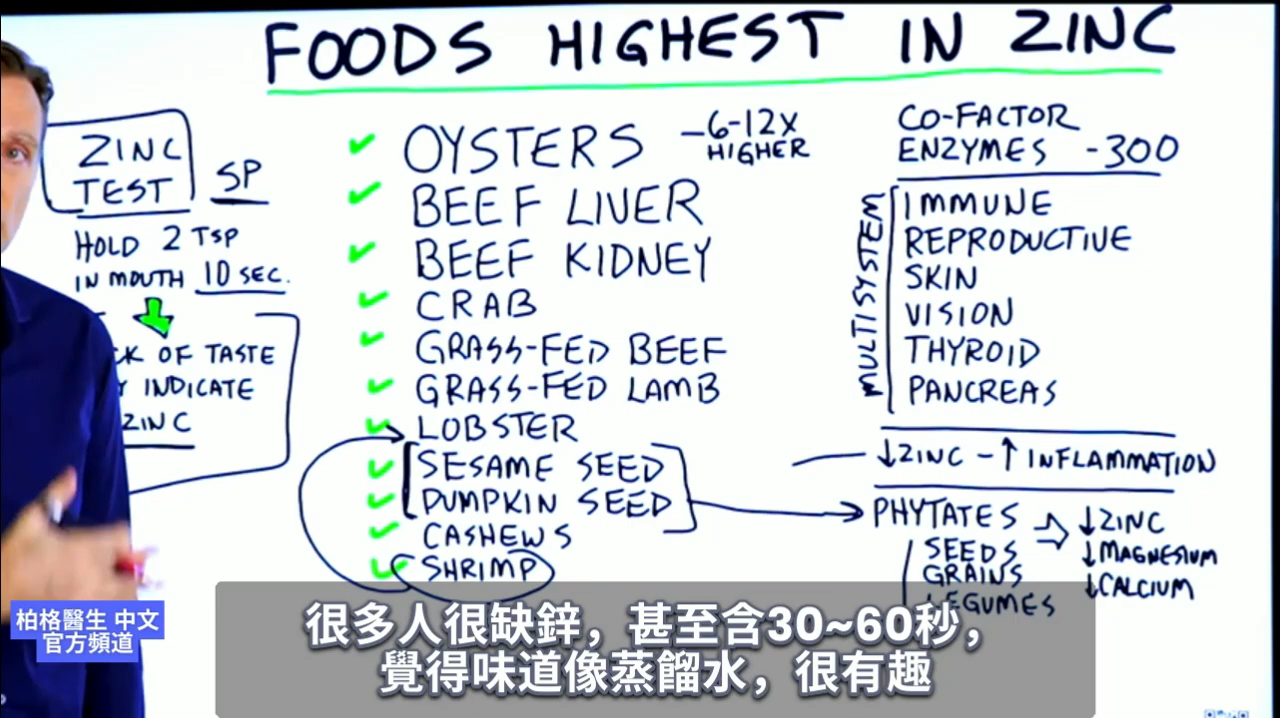 FOODS HIGHEST IN ZINC
ZINC
TEST
SP
HOLD 2 TSP
IN MOUTH 10 SEC.
CK OF TASTE
Y INDICATE
ZINC
OYSTERS - 6-12X
HIGHER
BEEF LIVER
BEEF KIDNEY
CRAB
GRASS-FED BEEF
GRASS-FED LAMB
LOBSTER
SESAME SEED
PUMPKIN SEED
CASHEWS
SHRIMP
CO-FACTOR
ENZYMES -300
MULTISYSTEM
IMMUNE
REPRODUCTIVE
SKIN
VISION
THYROID
PANCREAS
↓ZINC - ↑INFLAMMATION
PHYTATES ⇒ ↓ZINC
SEEDS ↓MAGNESIUM
GRAINS ↓CALCIUM
LEGUMES
柏格醫生 中文
官方頻道
很多人很缺鋅，甚至含30~60秒，
覺得味道像蒸餾水，很有趣